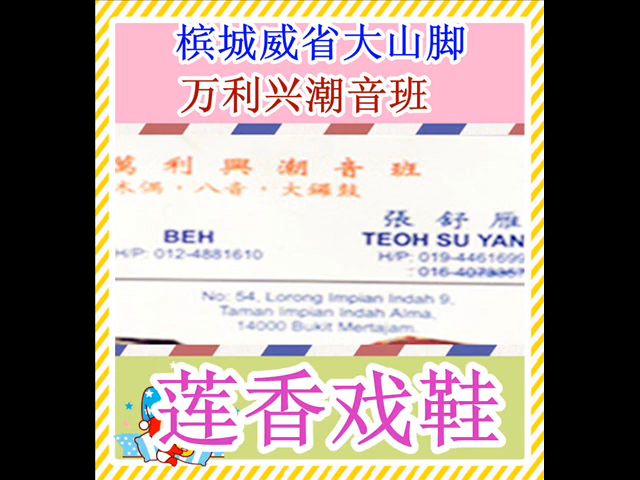 槟城威省大山脚
万利兴潮音班
萬利興潮音班
木偶·八音·大鑼鼓
張舒雁
BEH
TEOH SU YAN
H/P: 012-4881610
H/P: 019-4461699
No: 54, Lorong Impian Indah 9,
Taman Impian Indah Alma,
14000 Bukit Mertajam.
莲香戏鞋